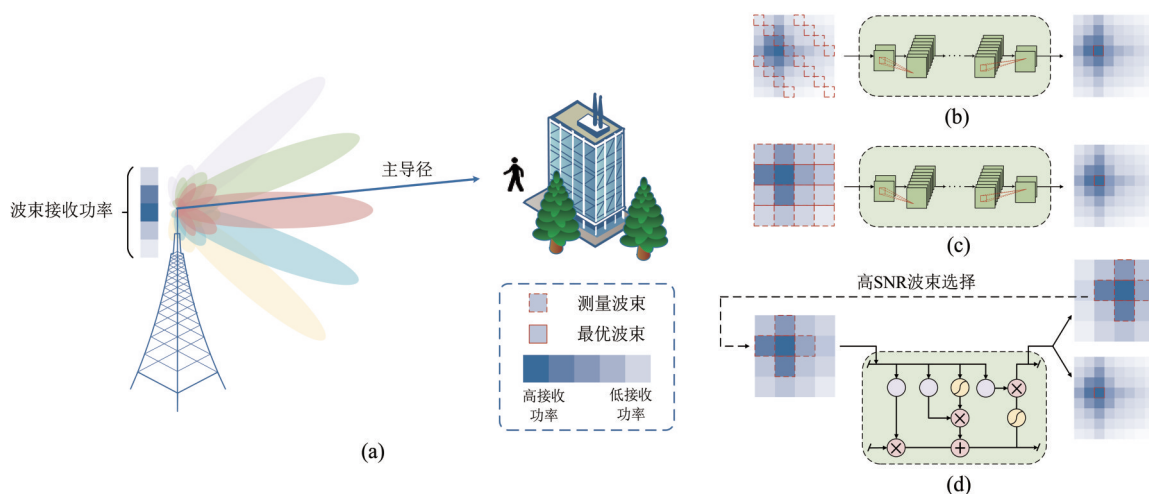 主导径
波束接收功率
测量波束
最优波束
高接收
功率
低接收
功率
(a)
(b)
(c)
高SNR波束选择
(d)